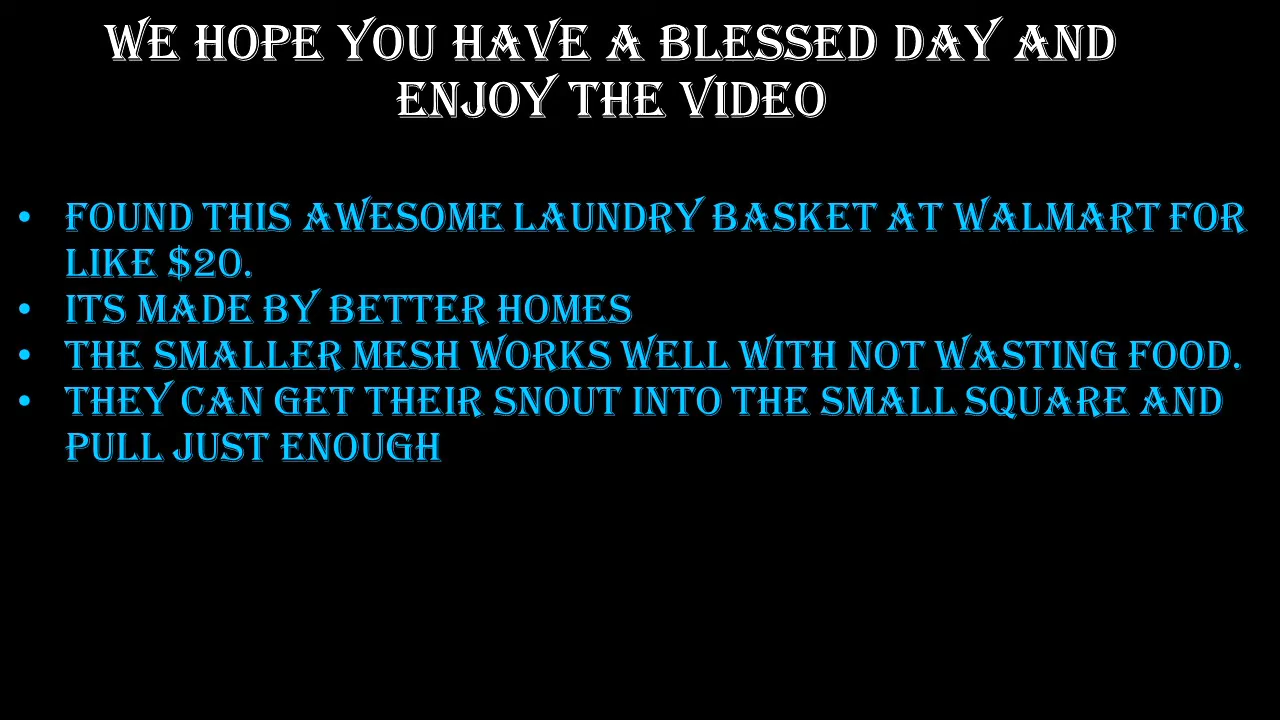 WE HOPE YOU HAVE A BLESSED DAY AND
ENJOY THE VIDEO
• FOUND THIS AWESOME LAUNDRY BASKET AT WALMART FOR
LIKE $20.
• ITS MADE BY BETTER HOMES
• THE SMALLER MESH WORKS WELL WITH NOT WASTING FOOD.
• THEY CAN GET THEIR SNOUT INTO THE SMALL SQUARE AND
PULL JUST ENOUGH